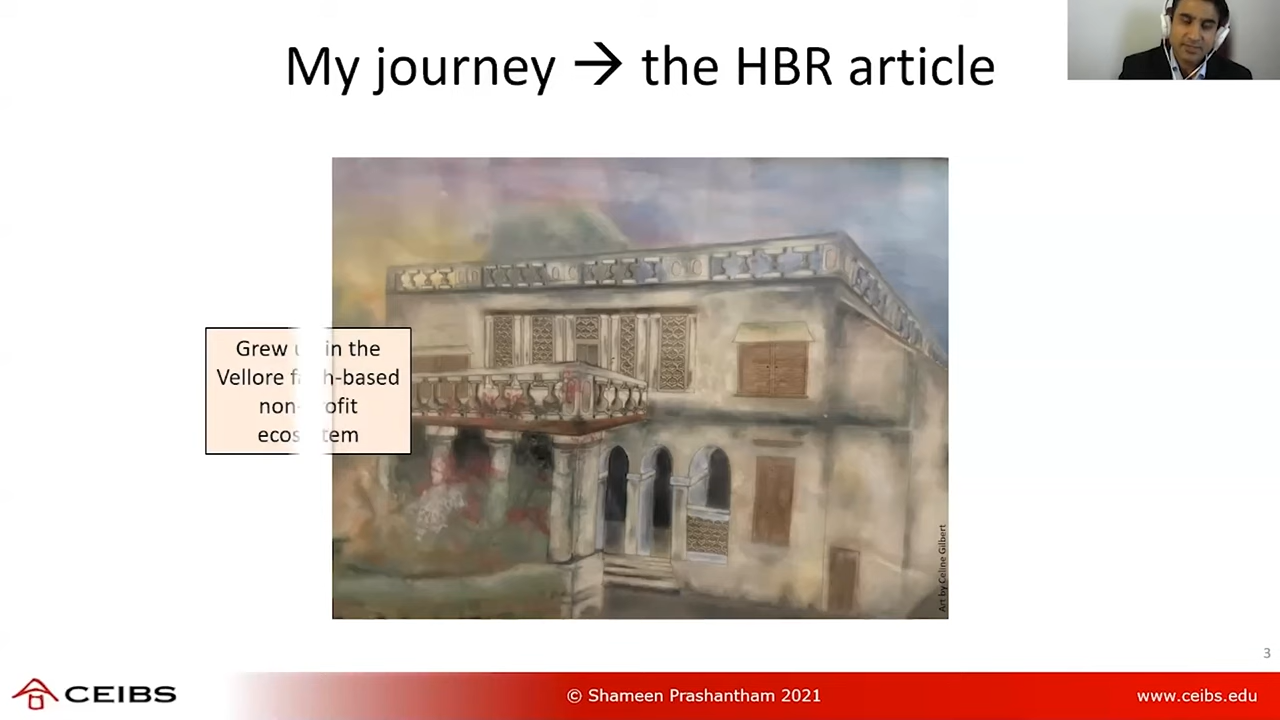 My journey → the HBR article
Grew up in the
Vellore faith-based
non-profit
ecosystem
Art by Celine Gilbert
3
CEIBS
© Shameen Prashantham 2021
www.ceibs.edu